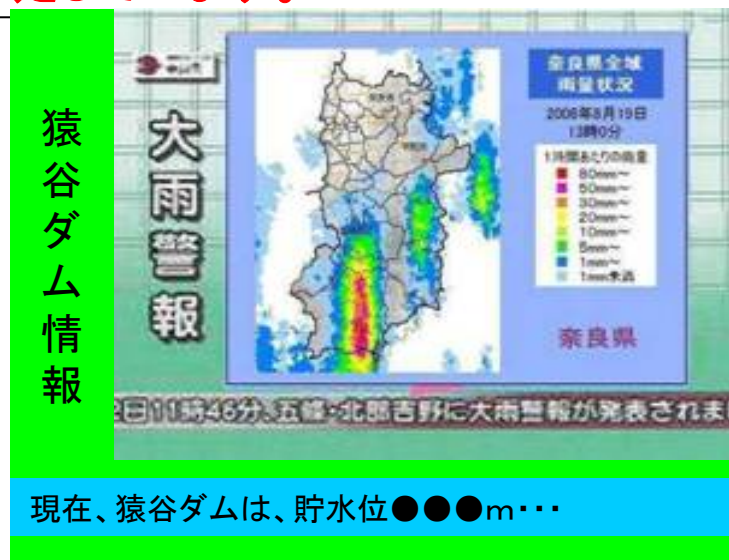 猿谷ダム情報
大雨警報
奈良県全域
雨量状況
2006年8月19日
13時0分
1時間あたりの雨量
80mm～
50mm～
30mm～
20mm～
10mm～
5mm～
1mm～
1mm未満
奈良県
2日11時46分、五條・北部吉野に大雨警報が発表されまし
現在、猿谷ダムは、貯水位●●●m･･･